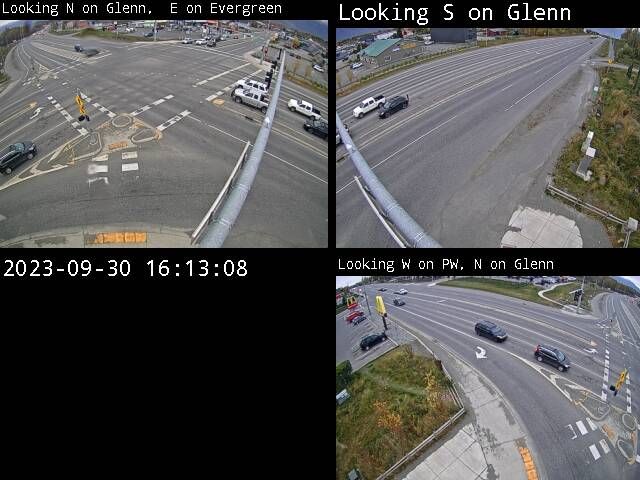 Looking N on Glenn, E on Evergreen
Looking S on Glenn
2023-09-30 16:13:08
Looking W on PW, N on Glenn